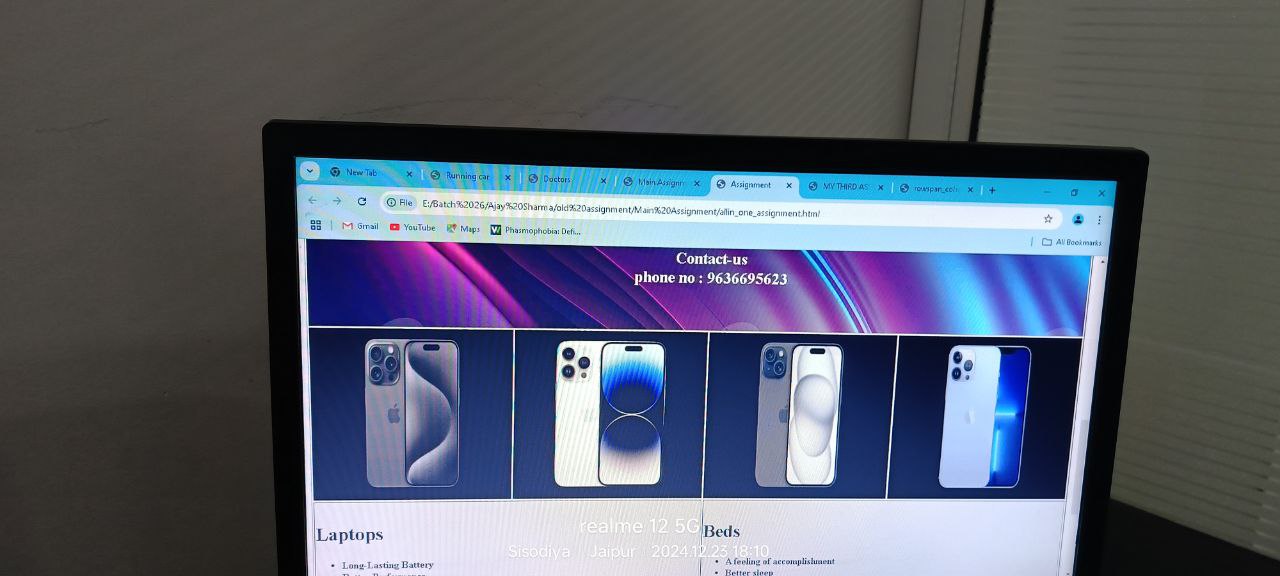 New Tab
Running car
Doctors
Main Assignm
Assignment
MY THIRD AS
rowspan_col
File
E:/Batch%2026/Ajay%20Sharma/old%20assignment/Main%20Assignment/allin_one_assignment.html
Gmail
YouTube
Maps
Phasmophobia: Defi...
All Bookmarks
Contact-us
phone no : 9636695623
Laptops
Long-Lasting Battery
Beds
A feeling of accomplishment
Better sleep
realme 12 5G
Sisodiya Jaipur 2024.12.23 18:10